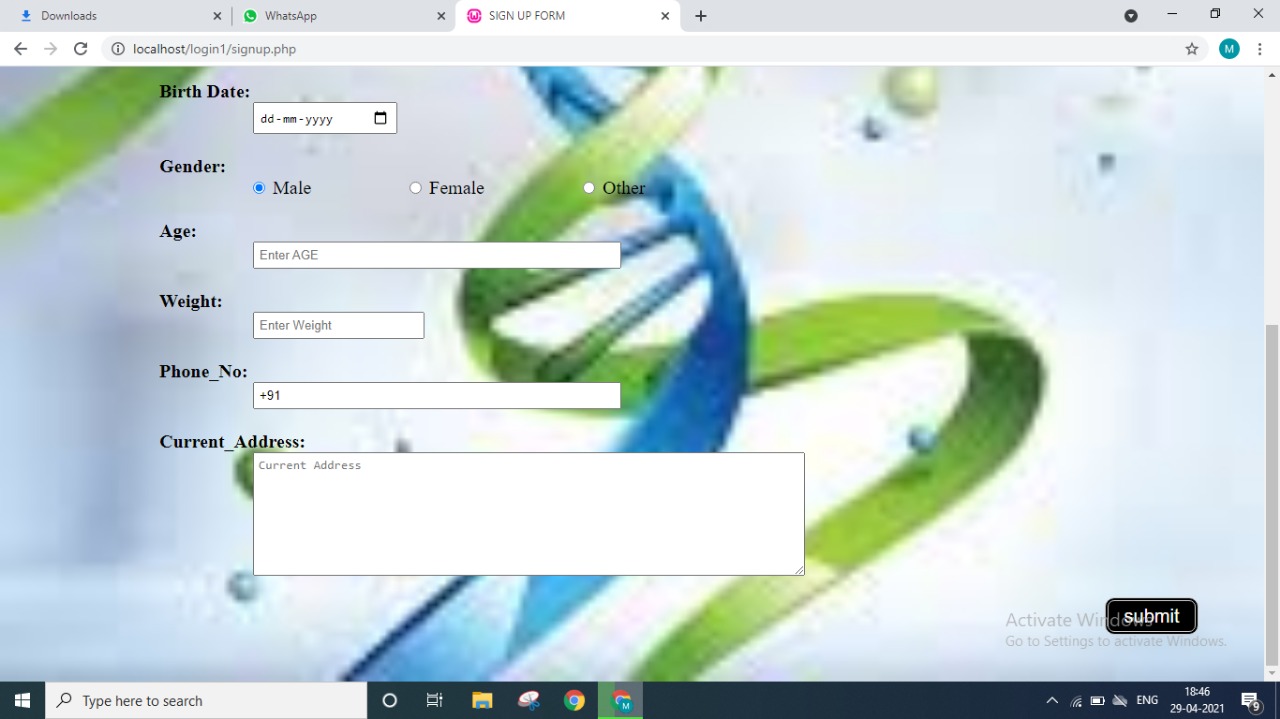 Downloads
WhatsApp
SIGN UP FORM
localhost/login1/signup.php
M
Birth Date:
dd-mm-yyyy
Gender:
Male Female Other
Age:
Enter AGE
Weight:
Enter Weight
Phone_No:
+91
Current_Address:
Current Address
submit
Activate Windows
Go to Settings to activate Windows.
Type here to search
M
ENG
18:46
29-04-2021
9